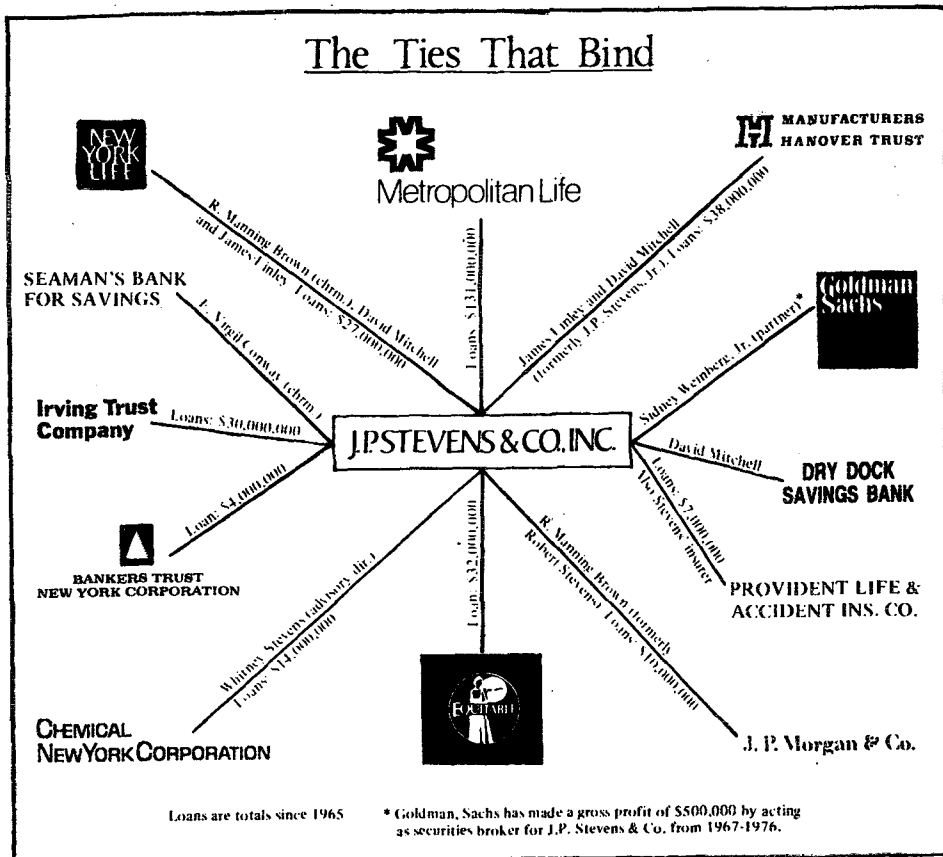 The Ties That Bind
NEW
YORK
LIFE
Metropolitan Life
MANUFACTURERS
HANOVER TRUST
R. Manning Brown (chrm.), David Mitchell
and James Finley Loans: $27,000,000
Loans $131,000,000
James Finley and David Mitchell
(formerly J.P. Stevens, Jr.). Loans: $38,000,000
SEAMAN'S BANK
FOR SAVINGS
E. Virgil Conway (chrm.)
Goldman
Sachs
Sidney Weinberg, Jr. (partner)*
Irving Trust
Company
Loans: $30,000,000
J.P. STEVENS & CO., INC.
David Mitchell
DRY DOCK
SAVINGS BANK
Loan: $4,000,000
BANKERS TRUST
NEW YORK CORPORATION
Loans: $7,000,000
Also Stevens' insurer
PROVIDENT LIFE &
ACCIDENT INS. CO.
Whitney Stevens (advisory dir.)
Loans: $14,000,000
CHEMICAL
NEW YORK CORPORATION
Loan: $32,000,000
EQUITABLE
R. Manning Brown (formerly
Robert Stevens) Loans: $10,000,000
J. P. Morgan & Co.
Loans are totals since 1965
* Goldman, Sachs has made a gross profit of $500,000 by acting
as securities broker for J.P. Stevens & Co. from 1967-1976.